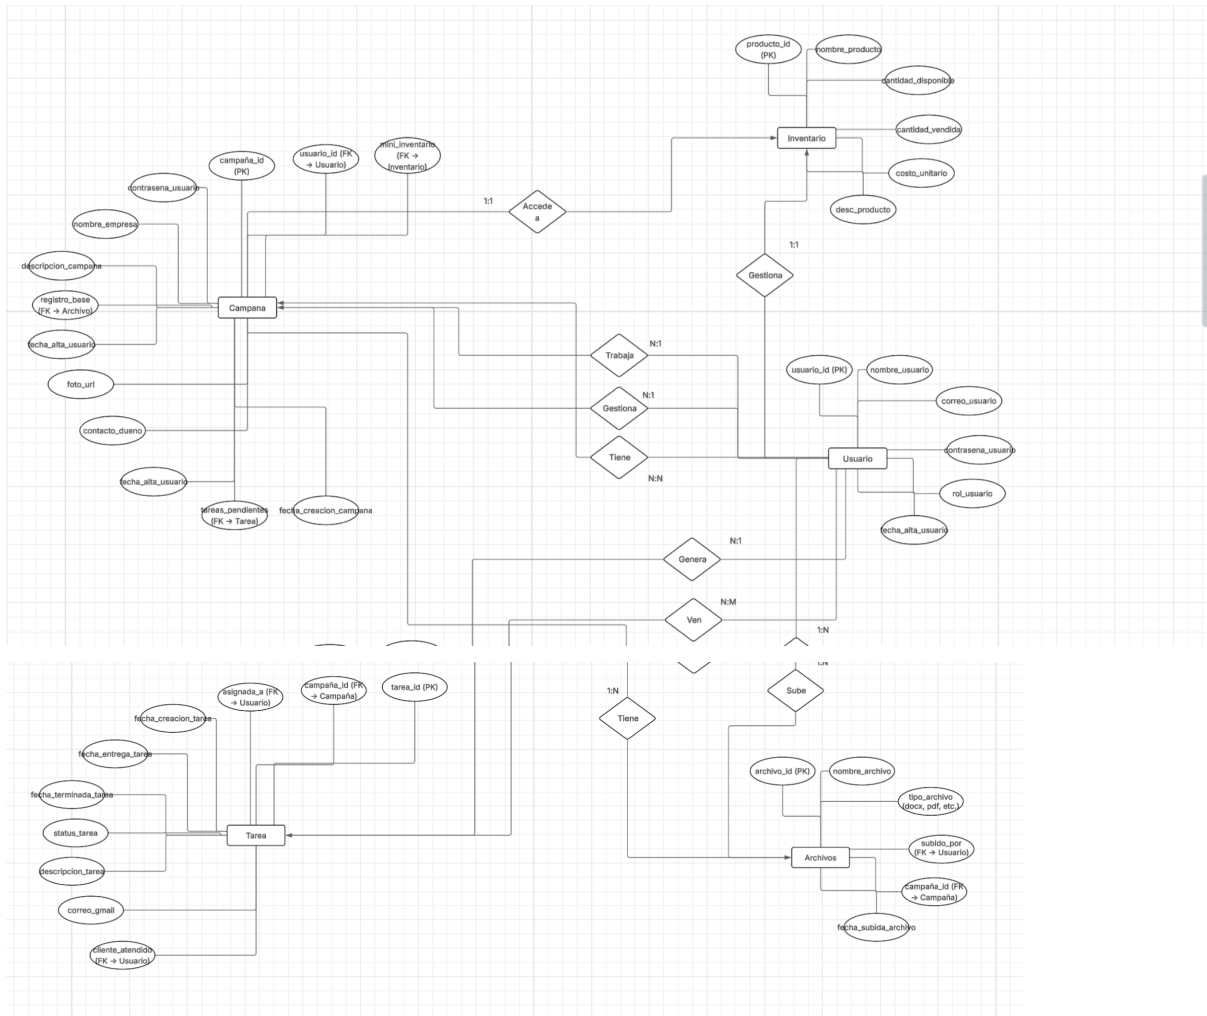 producto_id
(PK)
nombre_producto
cantidad_disponible
cantidad_vendida
Inventario
costo_unitario
desc_producto
campaña_id
(PK)
usuario_id (FK
→ Usuario)
mini_inventario
(FK →
Inventario)
contrasena_usuario
nombre_empresa
descripcion_campana
registro_base
(FK → Archivo)
fecha_alta_usuario
foto_url
contacto_dueno
fecha_alta_usuario
tareas_pendientes
(FK → Tarea)
fecha_creacion_campana
Campana
1:1
Accede
a
1:1
Gestiona
Trabaja
N:1
Gestiona
N:1
Tiene
N:N
usuario_id (PK)
nombre_usuario
correo_usuario
contrasena_usuario
Usuario
rol_usuario
fecha_alta_usuario
N:1
Genera
N:M
Ven
1:N
1:N
asignada_a (FK
→ Usuario)
campaña_id (FK
→ Campaña)
tarea_id (PK)
fecha_creacion_tarea
fecha_entrega_tarea
fecha_terminada_tarea
status_tarea
descripcion_tarea
correo_gmail
cliente_atendido
(FK → Usuario)
Tarea
1:N
Tiene
Sube
archivo_id (PK)
nombre_archivo
tipo_archivo
(docx, pdf, etc.)
subido_por
(FK → Usuario)
Archivos
campaña_id (FK
→ Campaña)
fecha_subida_archivo